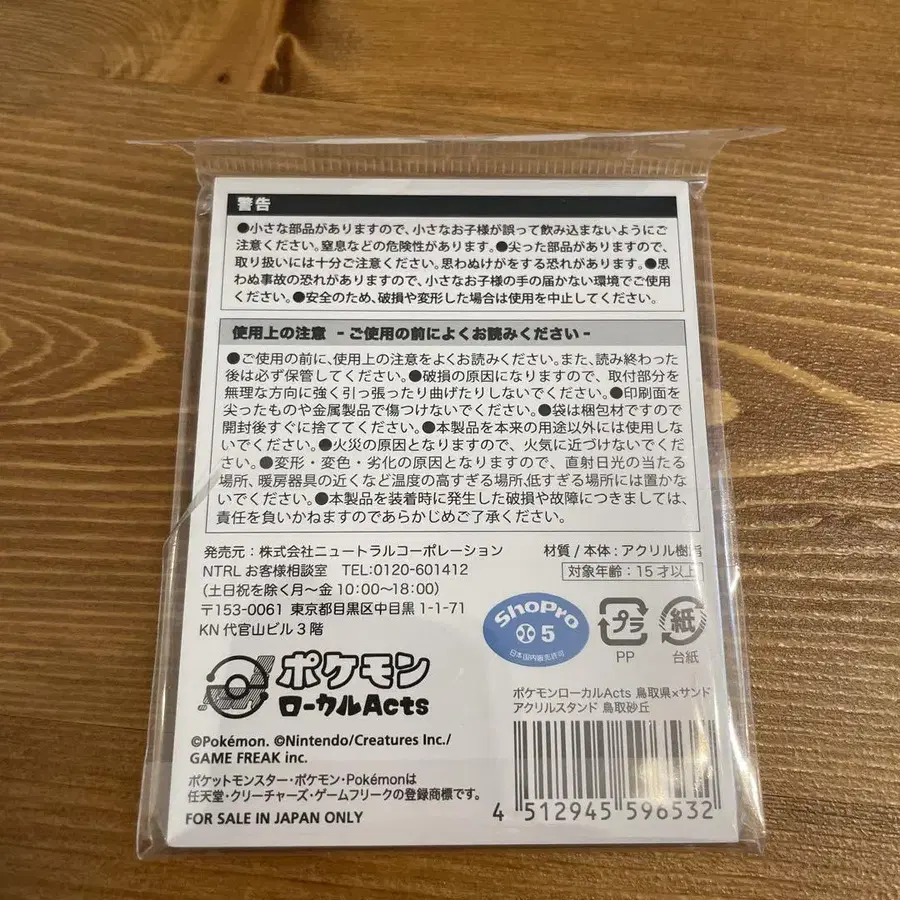 警告
●小さな部品がありますので、小さなお子様が誤って飲み込まないようにご
注意ください。窒息などの危険性があります。●尖った部品がありますので、
取り扱いには十分ご注意ください。思わぬけがをする恐れがあります。●思
わぬ事故の恐れがありますので、小さなお子様の手の届かない環境でご使用
ください。●安全のため、破損や変形した場合は使用を中止してください。
使用上の注意 -ご使用の前によくお読みください-
●ご使用の前に、使用上の注意をよくお読みください。また、読み終わった
後は必ず保管してください。●破損の原因になりますので、取付部分を
無理な方向に強く引っ張ったり曲げたりしないでください。●印刷面を
尖ったものや金属製品で傷つけないでください。●袋は梱包材ですので
開封後すぐに捨ててください。●本製品を本来の用途以外には使用し
ないでください。●火災の原因となりますので、火気に近づけないでくだ
さい。●変形・変色・劣化の原因となりますので、直射日光の当たる
場所、暖房器具の近くなど温度の高すぎる場所、低すぎる場所には置かな
いでください。●本製品を装着時に発生した破損や故障につきましては、
責任を負いかねますのであらかじめご了承ください。
発売元：株式会社ニュートラルコーポレーション
材質/本体：アクリル樹脂
NTRL お客様相談室 TEL:0120-601412
対象年齢：15才以上
(土日祝を除く月〜金 10:00〜18:00)
〒153-0061 東京都目黒区中目黒 1-1-71
KN 代官山ビル 3 階
ShoPro
5
日本国内販売許可
プラ
PP
紙
台紙
ポケモン
ローカルActs
ポケモンローカルActs 鳥取県×サンド
アクリルスタンド 鳥取砂丘
©Pokémon. ©Nintendo/Creatures Inc./
GAME FREAK inc.
ポケットモンスター・ポケモン・Pokémonは
任天堂・クリーチャーズ・ゲームフリークの登録商標です。
FOR SALE IN JAPAN ONLY
4 512945 596532